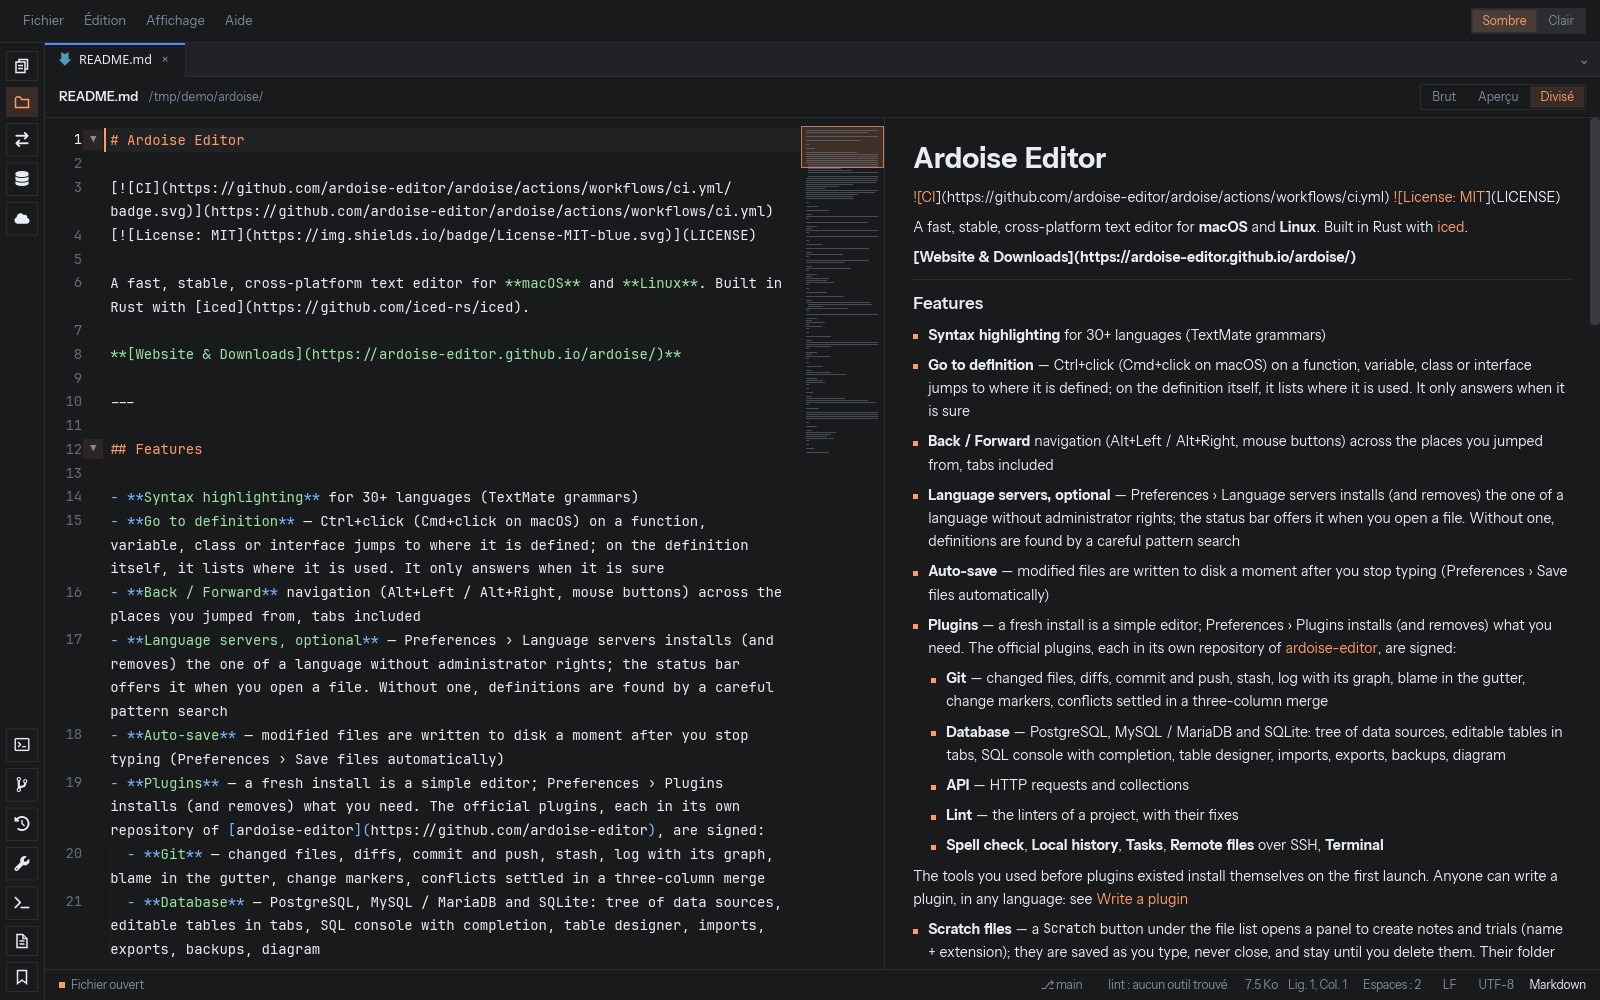 Fichier Édition Affichage Aide
Sombre Clair
README.md ×
README.md /tmp/demo/ardoise/
Brut Aperçu Divisé
1 # Ardoise Editor
2
3 [![CI](https://github.com/ardoise-editor/ardoise/actions/workflows/ci.yml/
badge.svg)](https://github.com/ardoise-editor/ardoise/actions/workflows/ci.yml)
4 [![License: MIT](https://img.shields.io/badge/License-MIT-blue.svg)](LICENSE)
5
6 A fast, stable, cross-platform text editor for **macOS** and **Linux**. Built in
Rust with [iced](https://github.com/iced-rs/iced).
7
8 **[Website & Downloads](https://ardoise-editor.github.io/ardoise/)**
9
10 ---
11
12 ## Features
13
14 - **Syntax highlighting** for 30+ languages (TextMate grammars)
15 - **Go to definition** — Ctrl+click (Cmd+click on macOS) on a function,
variable, class or interface jumps to where it is defined; on the definition
itself, it lists where it is used. It only answers when it is sure
16 - **Back / Forward** navigation (Alt+Left / Alt+Right, mouse buttons) across the
places you jumped from, tabs included
17 - **Language servers, optional** — Preferences › Language servers installs (and
removes) the one of a language without administrator rights; the status bar
offers it when you open a file. Without one, definitions are found by a careful
pattern search
18 - **Auto-save** — modified files are written to disk a moment after you stop
typing (Preferences › Save files automatically)
19 - **Plugins** — a fresh install is a simple editor; Preferences › Plugins
installs (and removes) what you need. The official plugins, each in its own
repository of [ardoise-editor](https://github.com/ardoise-editor), are signed:
20 - **Git** — changed files, diffs, commit and push, stash, log with its graph,
blame in the gutter, change markers, conflicts settled in a three-column merge
21 - **Database** — PostgreSQL, MySQL / MariaDB and SQLite: tree of data sources,
editable tables in tabs, SQL console with completion, table designer, imports,
exports, backups, diagram
Ardoise Editor
![CI](https://github.com/ardoise-editor/ardoise/actions/workflows/ci.yml) ![License: MIT](LICENSE)
A fast, stable, cross-platform text editor for macOS and Linux. Built in Rust with iced.
[Website & Downloads](https://ardoise-editor.github.io/ardoise/)
Features
Syntax highlighting for 30+ languages (TextMate grammars)
Go to definition — Ctrl+click (Cmd+click on macOS) on a function, variable, class or interface
jumps to where it is defined; on the definition itself, it lists where it is used. It only answers when it
is sure
Back / Forward navigation (Alt+Left / Alt+Right, mouse buttons) across the places you jumped
from, tabs included
Language servers, optional — Preferences › Language servers installs (and removes) the one of a
language without administrator rights; the status bar offers it when you open a file. Without one,
definitions are found by a careful pattern search
Auto-save — modified files are written to disk a moment after you stop typing (Preferences › Save
files automatically)
Plugins — a fresh install is a simple editor; Preferences › Plugins installs (and removes) what you
need. The official plugins, each in its own repository of ardoise-editor, are signed:
Git — changed files, diffs, commit and push, stash, log with its graph, blame in the gutter,
change markers, conflicts settled in a three-column merge
Database — PostgreSQL, MySQL / MariaDB and SQLite: tree of data sources, editable tables in
tabs, SQL console with completion, table designer, imports, exports, backups, diagram
API — HTTP requests and collections
Lint — the linters of a project, with their fixes
Spell check, Local history, Tasks, Remote files over SSH, Terminal
The tools you used before plugins existed install themselves on the first launch. Anyone can write a
plugin, in any language: see Write a plugin
Scratch files — a Scratch button under the file list opens a panel to create notes and trials (name
+ extension); they are saved as you type, never close, and stay until you delete them. Their folder
Fichier ouvert main lint : aucun outil trouvé 7.5 Ko Lig. 1, Col. 1 Espaces : 2 LF UTF-8 Markdown